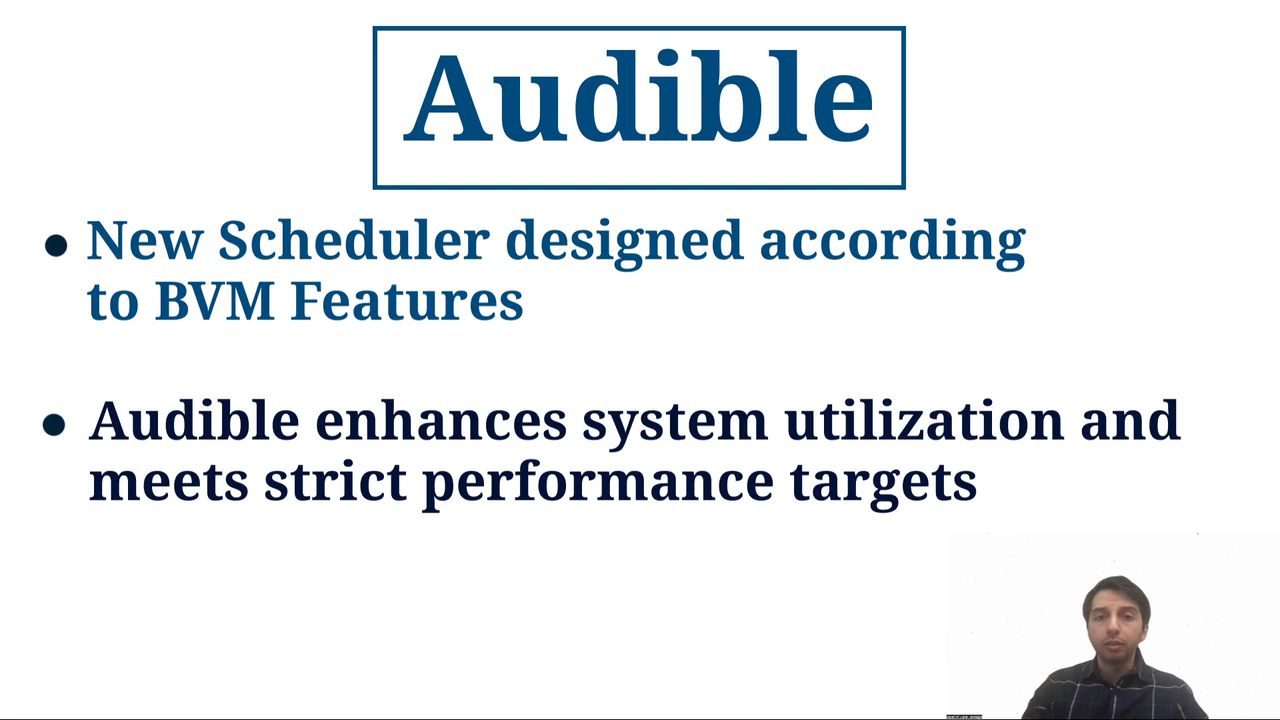 Audible
● New Scheduler designed according
to BVM Features
● Audible enhances system utilization and
meets strict performance targets